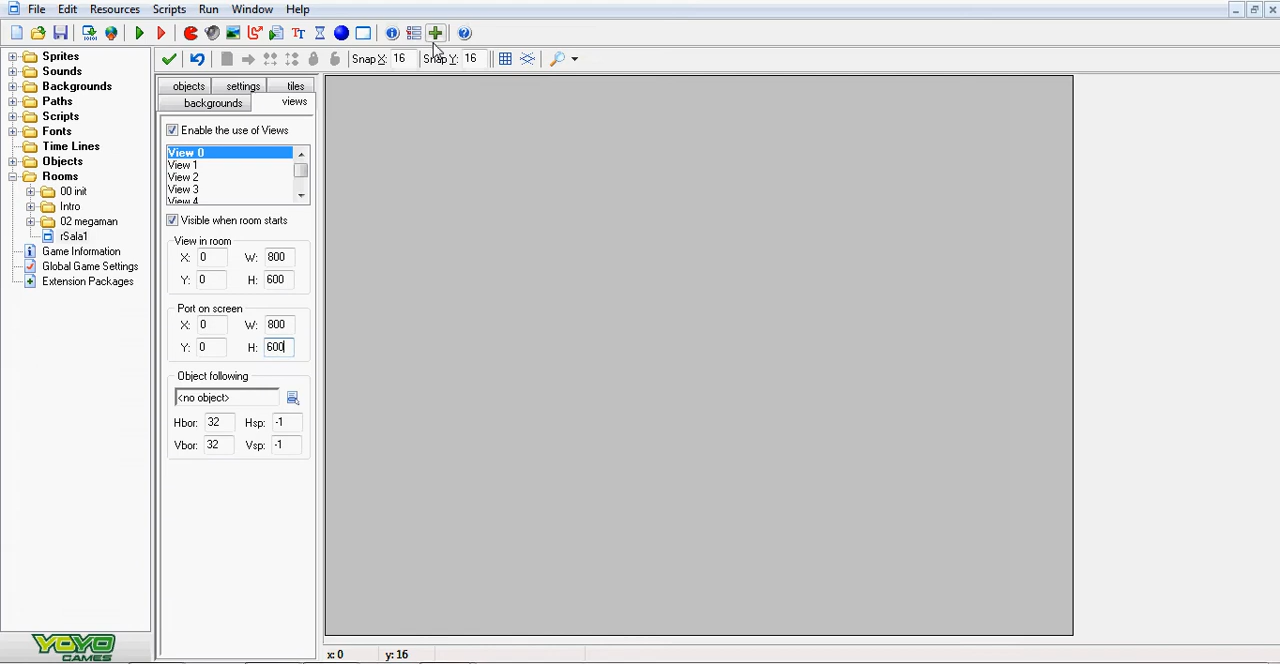 File Edit Resources Scripts Run Window Help
Snap X: 16 Snap Y: 16
Sprites
Sounds
Backgrounds
Paths
Scripts
Fonts
Time Lines
Objects
Rooms
00 init
Intro
02 megaman
rSala1
Game Information
Global Game Settings
Extension Packages
YOYO
GAMES
objects settings tiles
backgrounds views
Enable the use of Views
View 0
View 1
View 2
View 3
View 4
Visible when room starts
View in room
X: 0 W: 800
Y: 0 H: 600
Port on screen
X: 0 W: 800
Y: 0 H: 600
Object following
<no object>
Hbor: 32 Hsp: -1
Vbor: 32 Vsp: -1
x: 0 y: 16